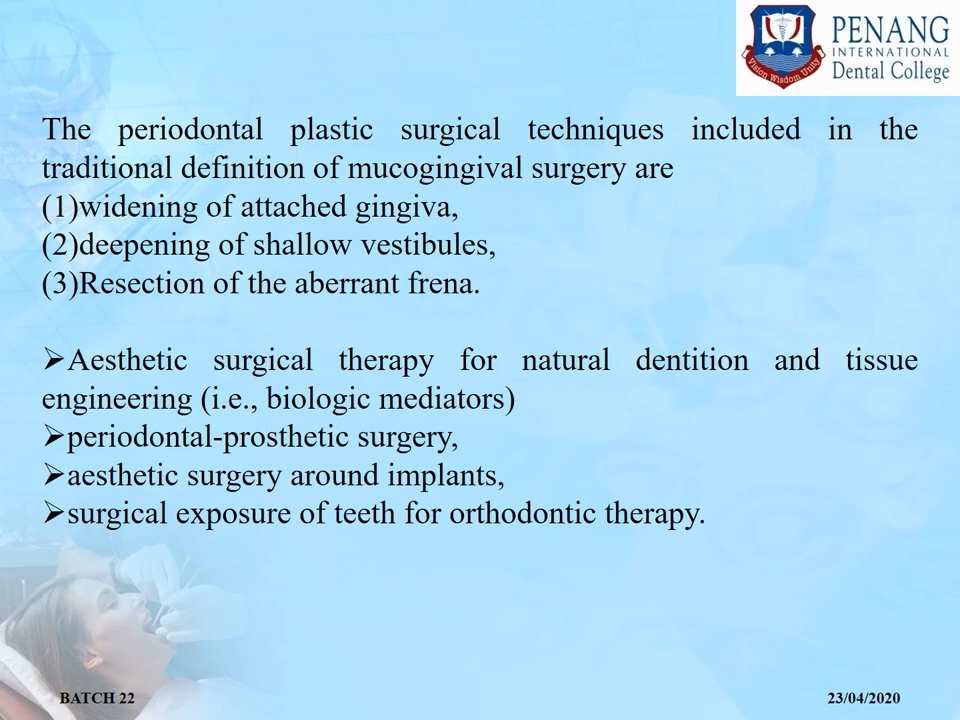 PENANG
INTERNATIONAL
Dental College
Vision Wisdom Unity
The periodontal plastic surgical techniques included in the
traditional definition of mucogingival surgery are
(1)widening of attached gingiva,
(2)deepening of shallow vestibules,
(3)Resection of the aberrant frena.
➢Aesthetic surgical therapy for natural dentition and tissue
engineering (i.e., biologic mediators)
➢periodontal-prosthetic surgery,
➢aesthetic surgery around implants,
➢surgical exposure of teeth for orthodontic therapy.
BATCH 22
23/04/2020